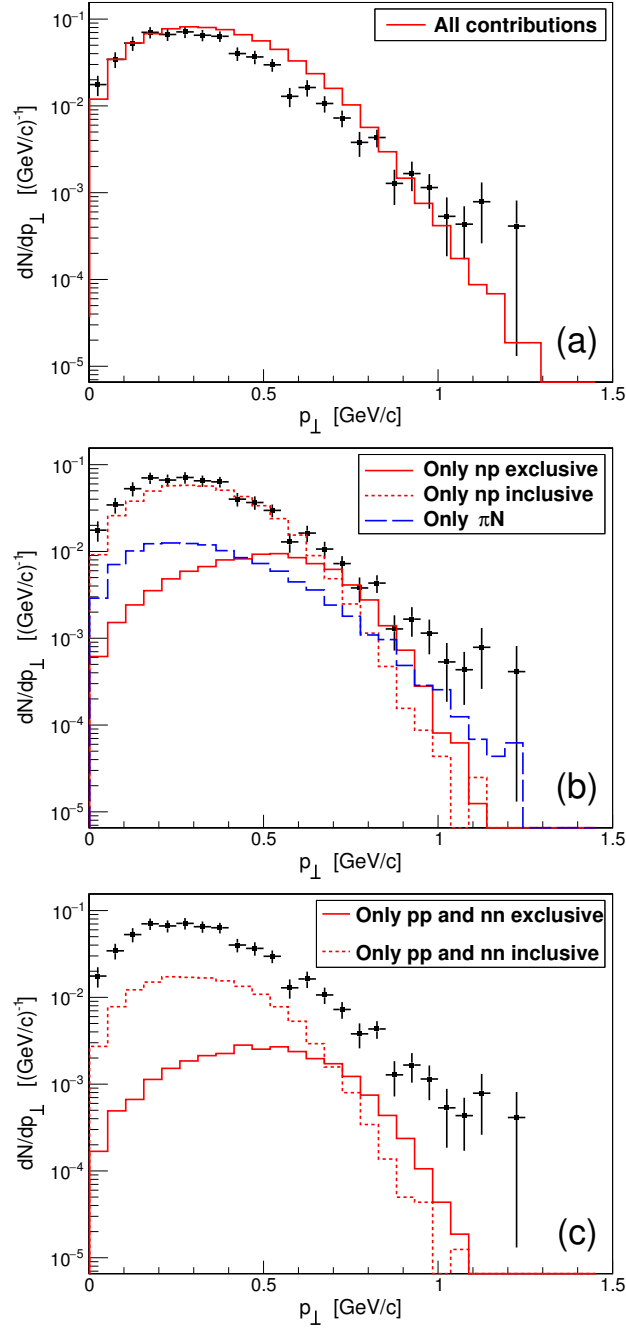 All contributions
10⁻¹
10⁻²
10⁻³
10⁻⁴
10⁻⁵
dN/dp⊥ [(GeV/c)⁻¹]
(a)
0 0.5 1 1.5
p⊥ [GeV/c]
Only np exclusive
Only np inclusive
Only πN
10⁻¹
10⁻²
10⁻³
10⁻⁴
10⁻⁵
dN/dp⊥ [(GeV/c)⁻¹]
(b)
0 0.5 1 1.5
p⊥ [GeV/c]
Only pp and nn exclusive
Only pp and nn inclusive
10⁻¹
10⁻²
10⁻³
10⁻⁴
10⁻⁵
dN/dp⊥ [(GeV/c)⁻¹]
(c)
0 0.5 1 1.5
p⊥ [GeV/c]